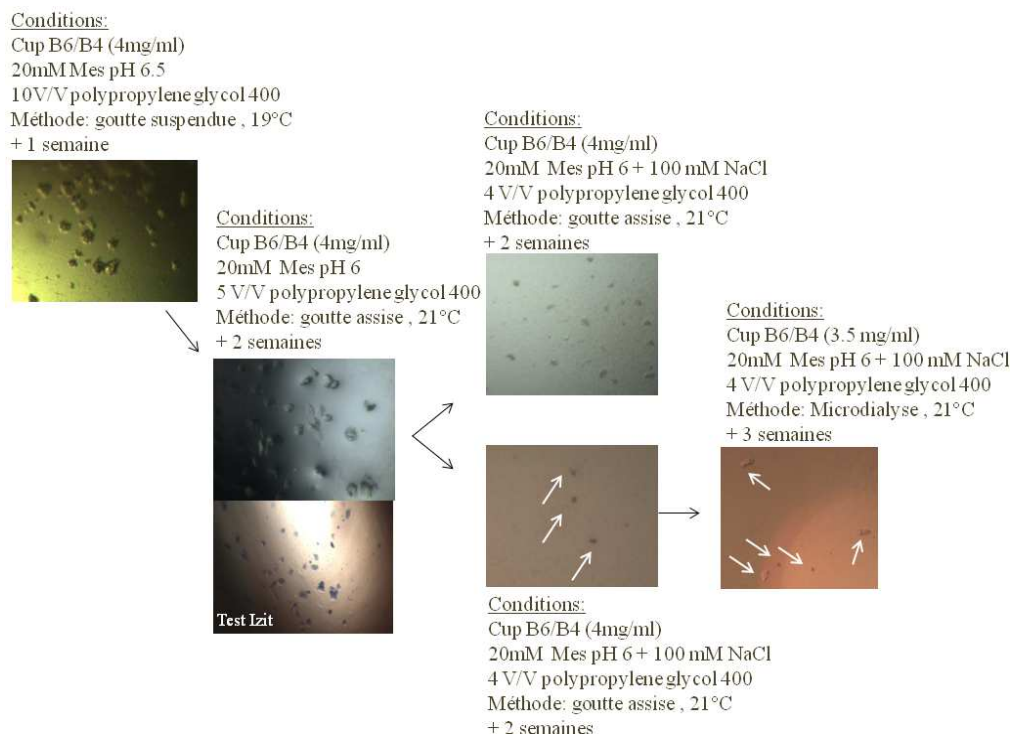 Conditions:
Cup B6/B4 (4mg/ml)
20mM Mes pH 6.5
10V/V polypropylene glycol 400
Méthode: goutte suspendue , 19°C
+ 1 semaine
Conditions:
Cup B6/B4 (4mg/ml)
20mM Mes pH 6
5 V/V polypropylene glycol 400
Méthode: goutte assise , 21°C
+ 2 semaines
Test Izit
Conditions:
Cup B6/B4 (4mg/ml)
20mM Mes pH 6 + 100 mM NaCl
4 V/V polypropylene glycol 400
Méthode: goutte assise , 21°C
+ 2 semaines
Conditions:
Cup B6/B4 (3.5 mg/ml)
20mM Mes pH 6 + 100 mM NaCl
4 V/V polypropylene glycol 400
Méthode: Microdialyse , 21°C
+ 3 semaines
Conditions:
Cup B6/B4 (4mg/ml)
20mM Mes pH 6 + 100 mM NaCl
4 V/V polypropylene glycol 400
Méthode: goutte assise , 21°C
+ 2 semaines